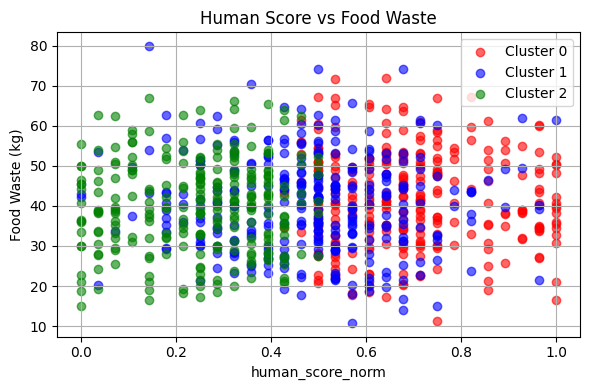 Human Score vs Food Waste
Cluster 0
Cluster 1
Cluster 2
80
70
60
50
40
30
20
10
Food Waste (kg)
0.0 0.2 0.4 0.6 0.8 1.0
human_score_norm